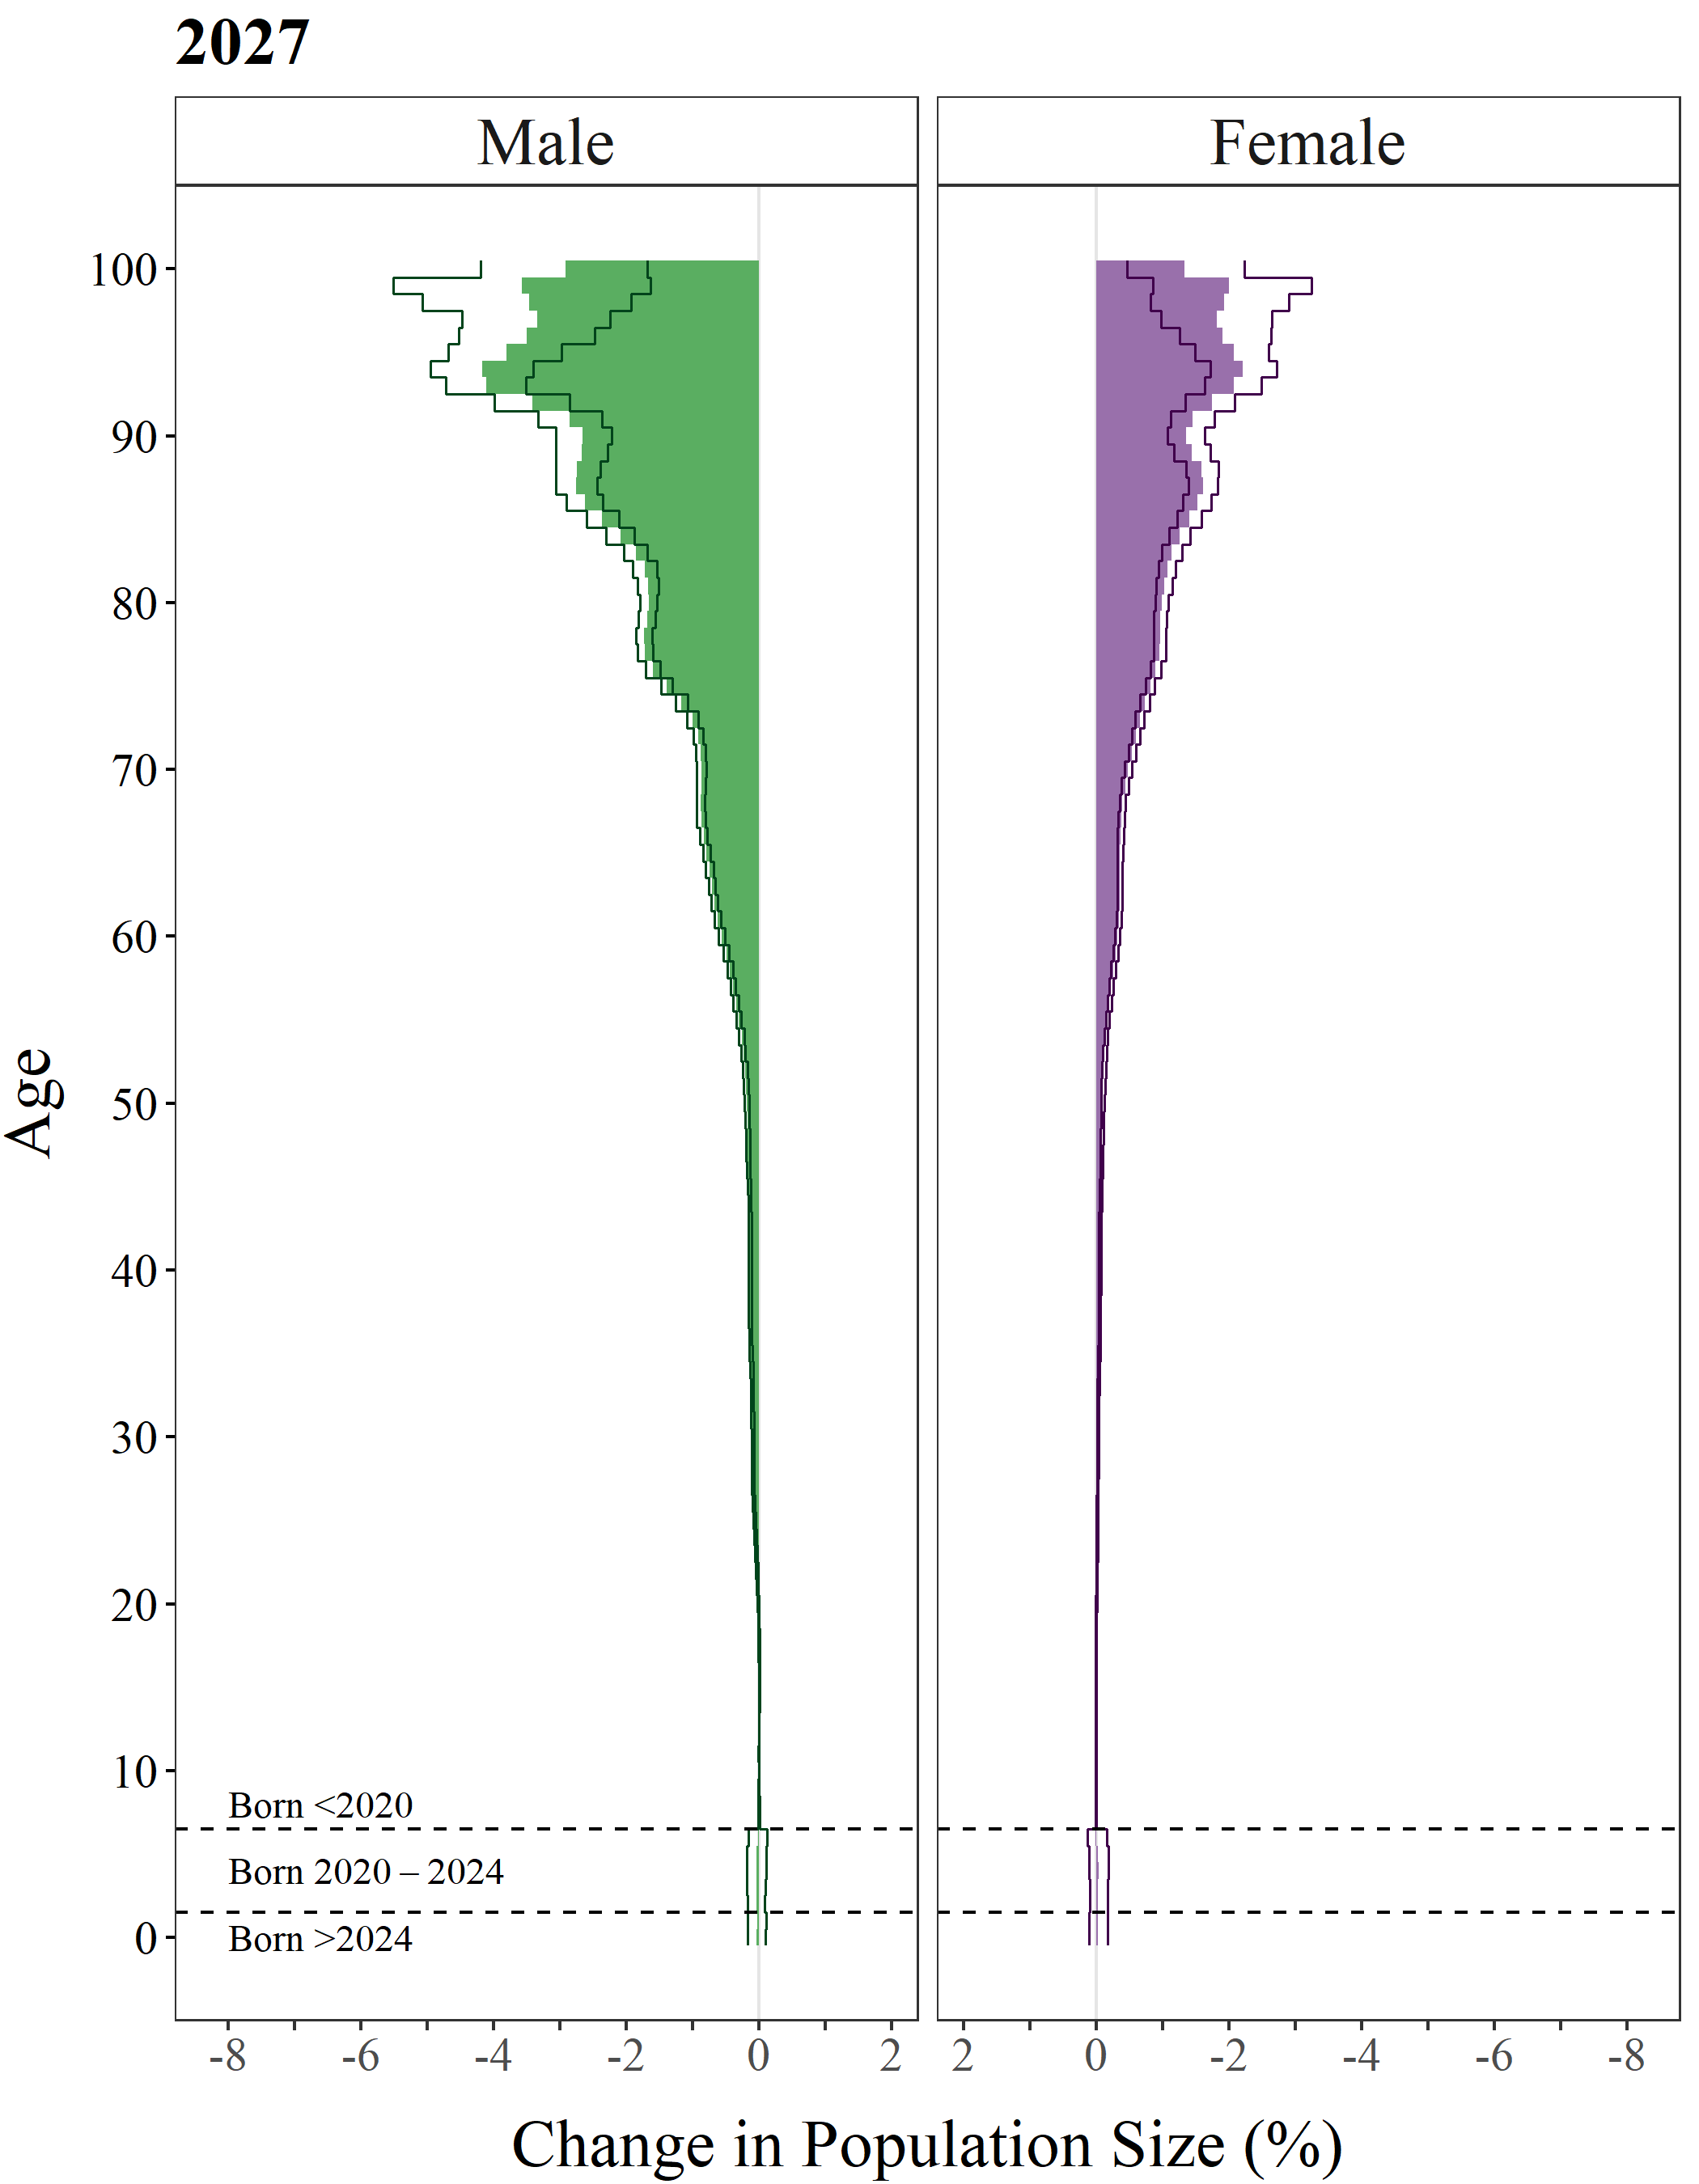 2027
Male
Female
100
90
80
70
60
50
40
30
20
10
0
Age
Born <2020
Born 2020 – 2024
Born >2024
-8 -6 -4 -2 0 2
2 0 -2 -4 -6 -8
Change in Population Size (%)